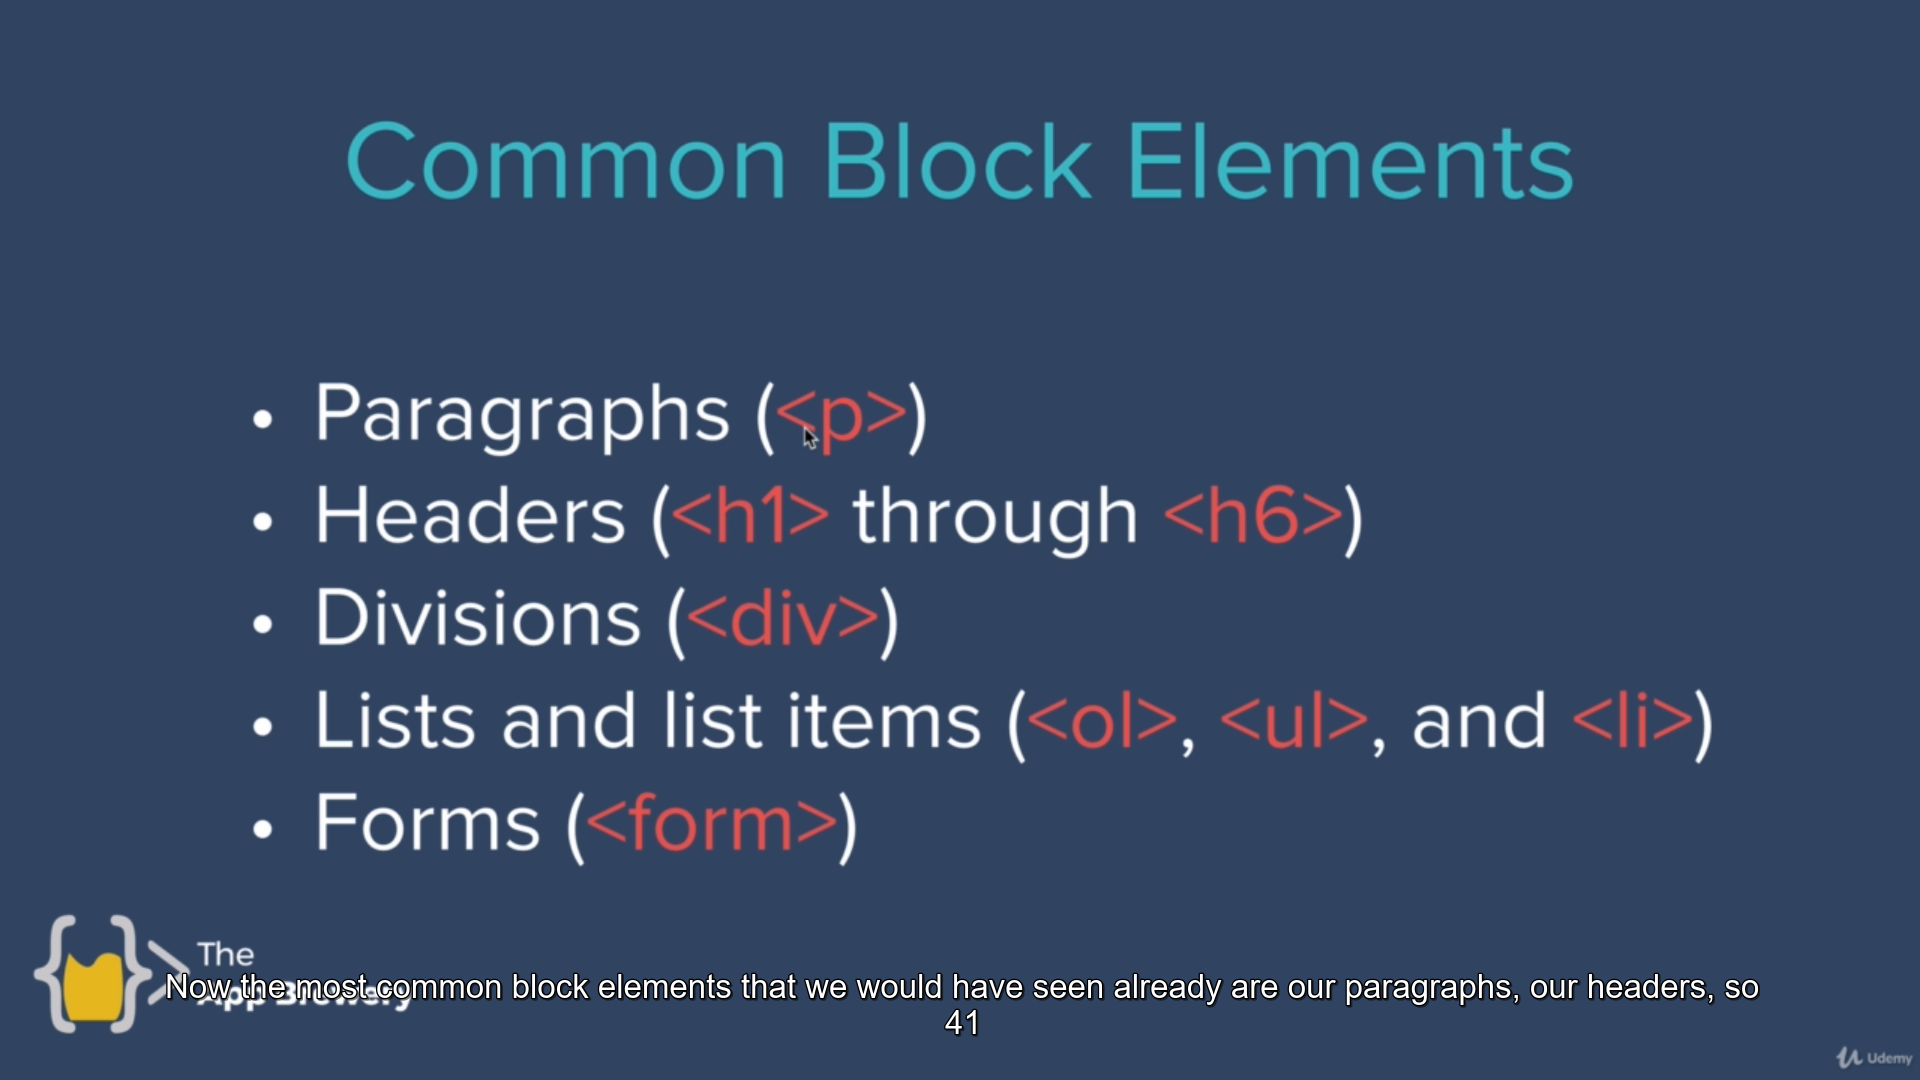 Common Block Elements
• Paragraphs (<p>)
• Headers (<h1> through <h6>)
• Divisions (<div>)
• Lists and list items (<ol>, <ul>, and <li>)
• Forms (<form>)
The
App Brewery
Now the most common block elements that we would have seen already are our paragraphs, our headers, so
41
Udemy